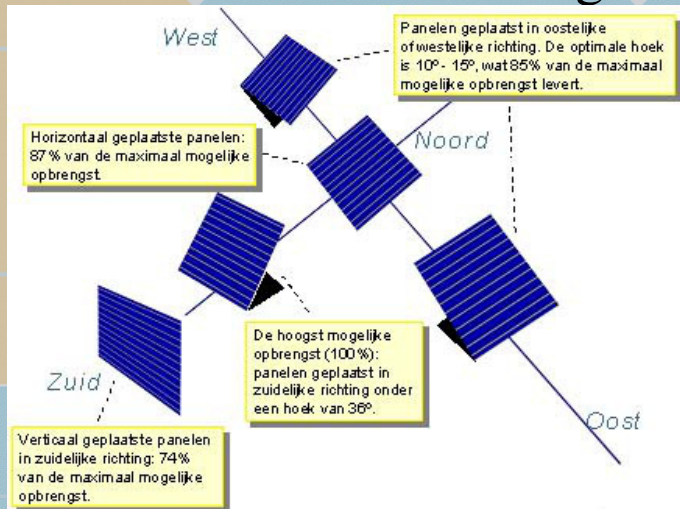 West
Panelen geplaatst in oostelijke
of westelijke richting. De optimale hoek
is 10º - 15º, wat 85% van de maximaal
mogelijke opbrengst levert.
Noord
Horizontaal geplaatste panelen:
87% van de maximaal mogelijke
opbrengst.
De hoogst mogelijke
opbrengst (100%):
panelen geplaatst in
zuidelijke richting onder
een hoek van 36º.
Zuid
Oost
Verticaal geplaatste panelen
in zuidelijke richting: 74%
van de maximaal mogelijke
opbrengst.